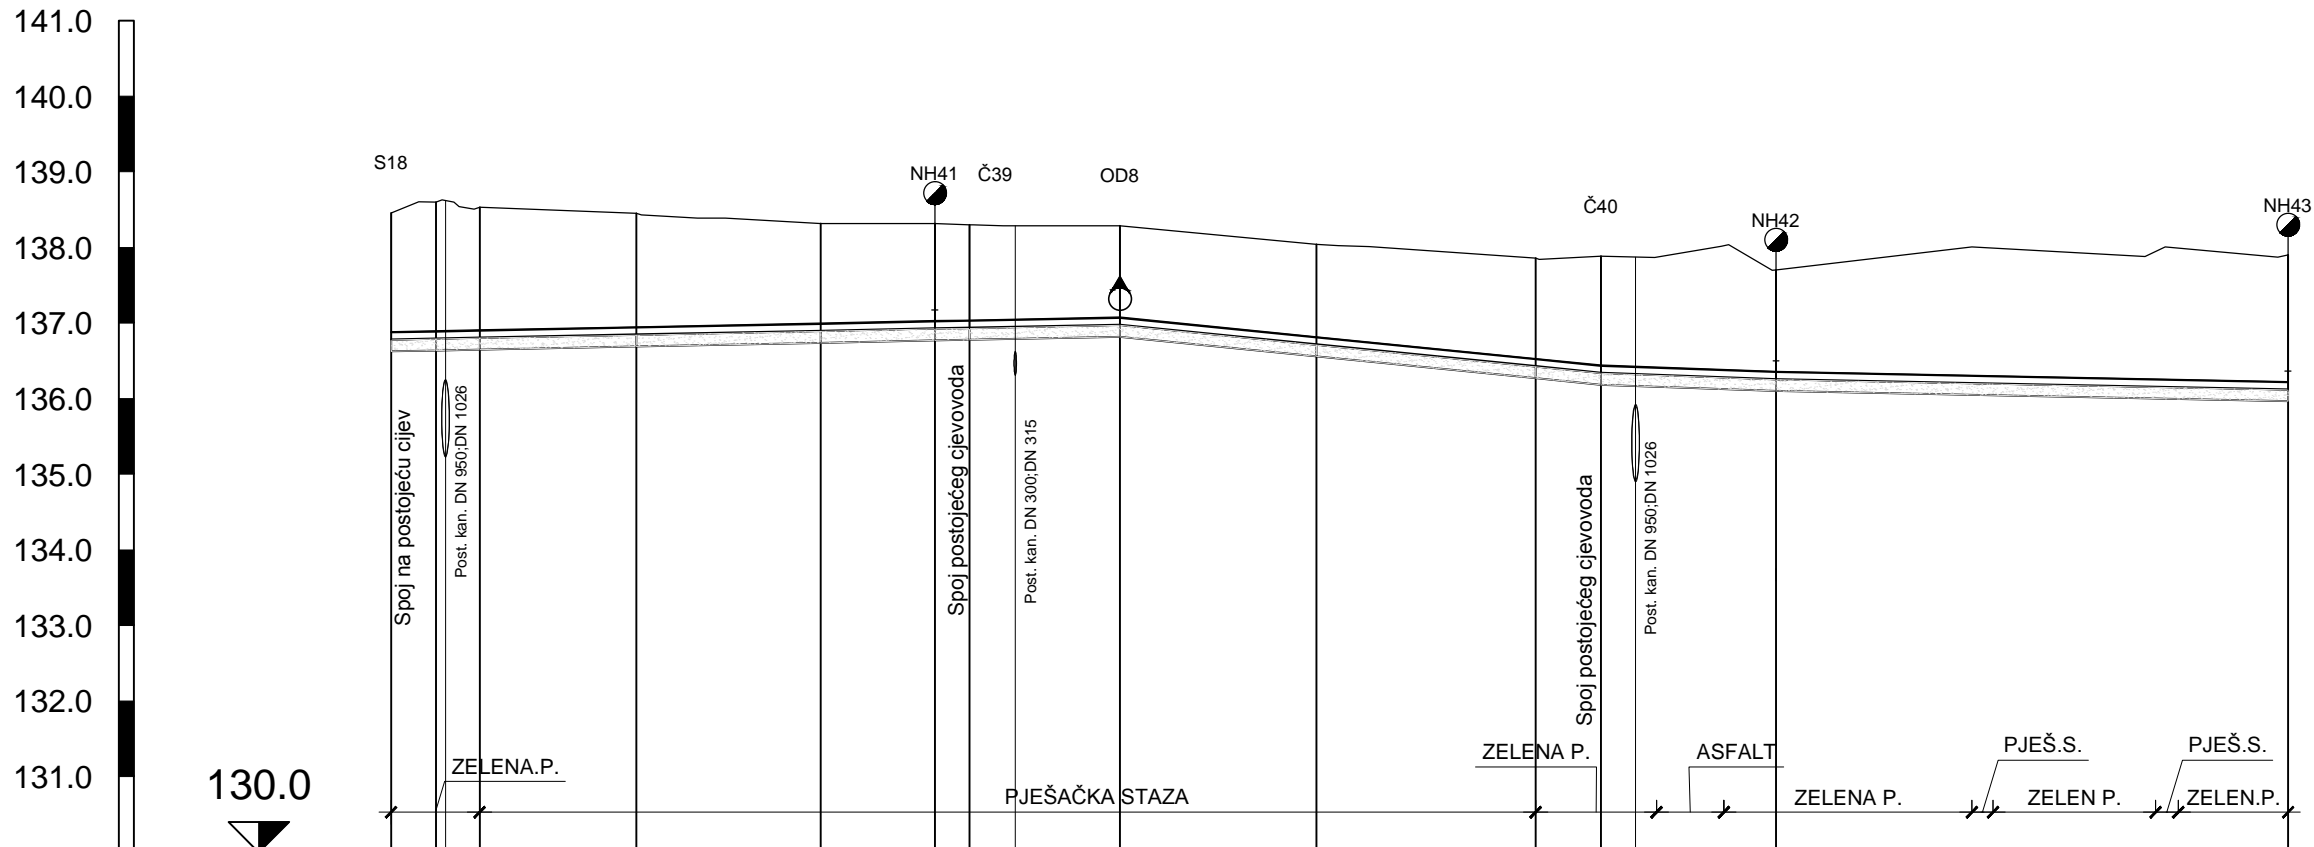 141.0
140.0
139.0
138.0
137.0
136.0
135.0
134.0
133.0
132.0
131.0
130.0
S18
NH41
Č39
OD8
Č40
NH42
NH43
Spoj na postojeću cijev
Post. kan. DN 950;DN 1026
Spoj postojećeg cjevovoda
Post. kan. DN 300;DN 315
Spoj postojećeg cjevovoda
Post. kan. DN 950;DN 1026
ZELENA.P.
PJEŠAČKA STAZA
ZELENA P.
ASFALT
ZELENA P.
PJEŠ.S.
ZELEN P.
PJEŠ.S.
ZELEN.P.